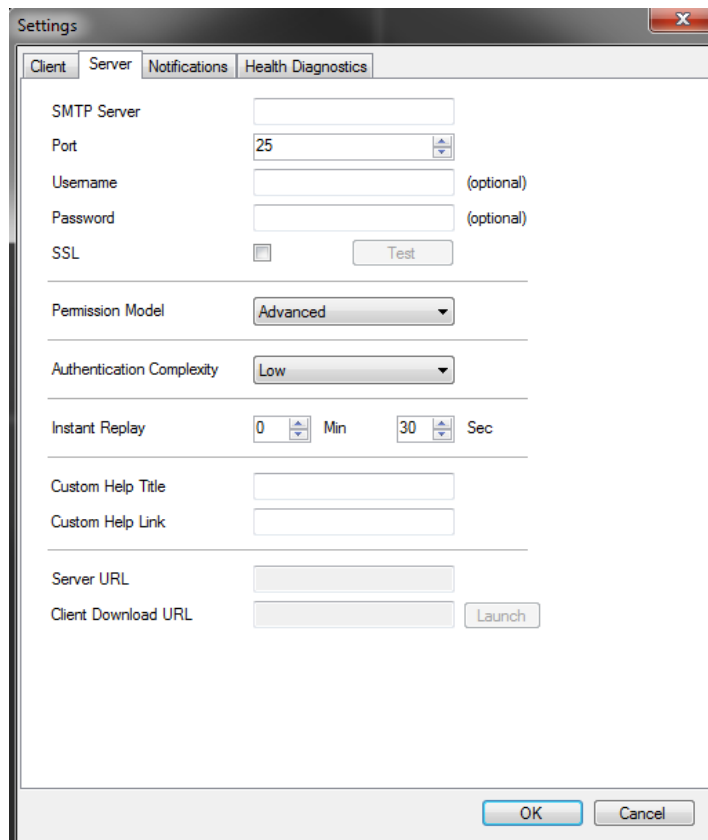 Settings
Client Server Notifications Health Diagnostics
SMTP Server
Port 25
Username (optional)
Password (optional)
SSL Test
Permission Model Advanced
Authentication Complexity Low
Instant Replay 0 Min 30 Sec
Custom Help Title
Custom Help Link
Server URL
Client Download URL Launch
OK Cancel